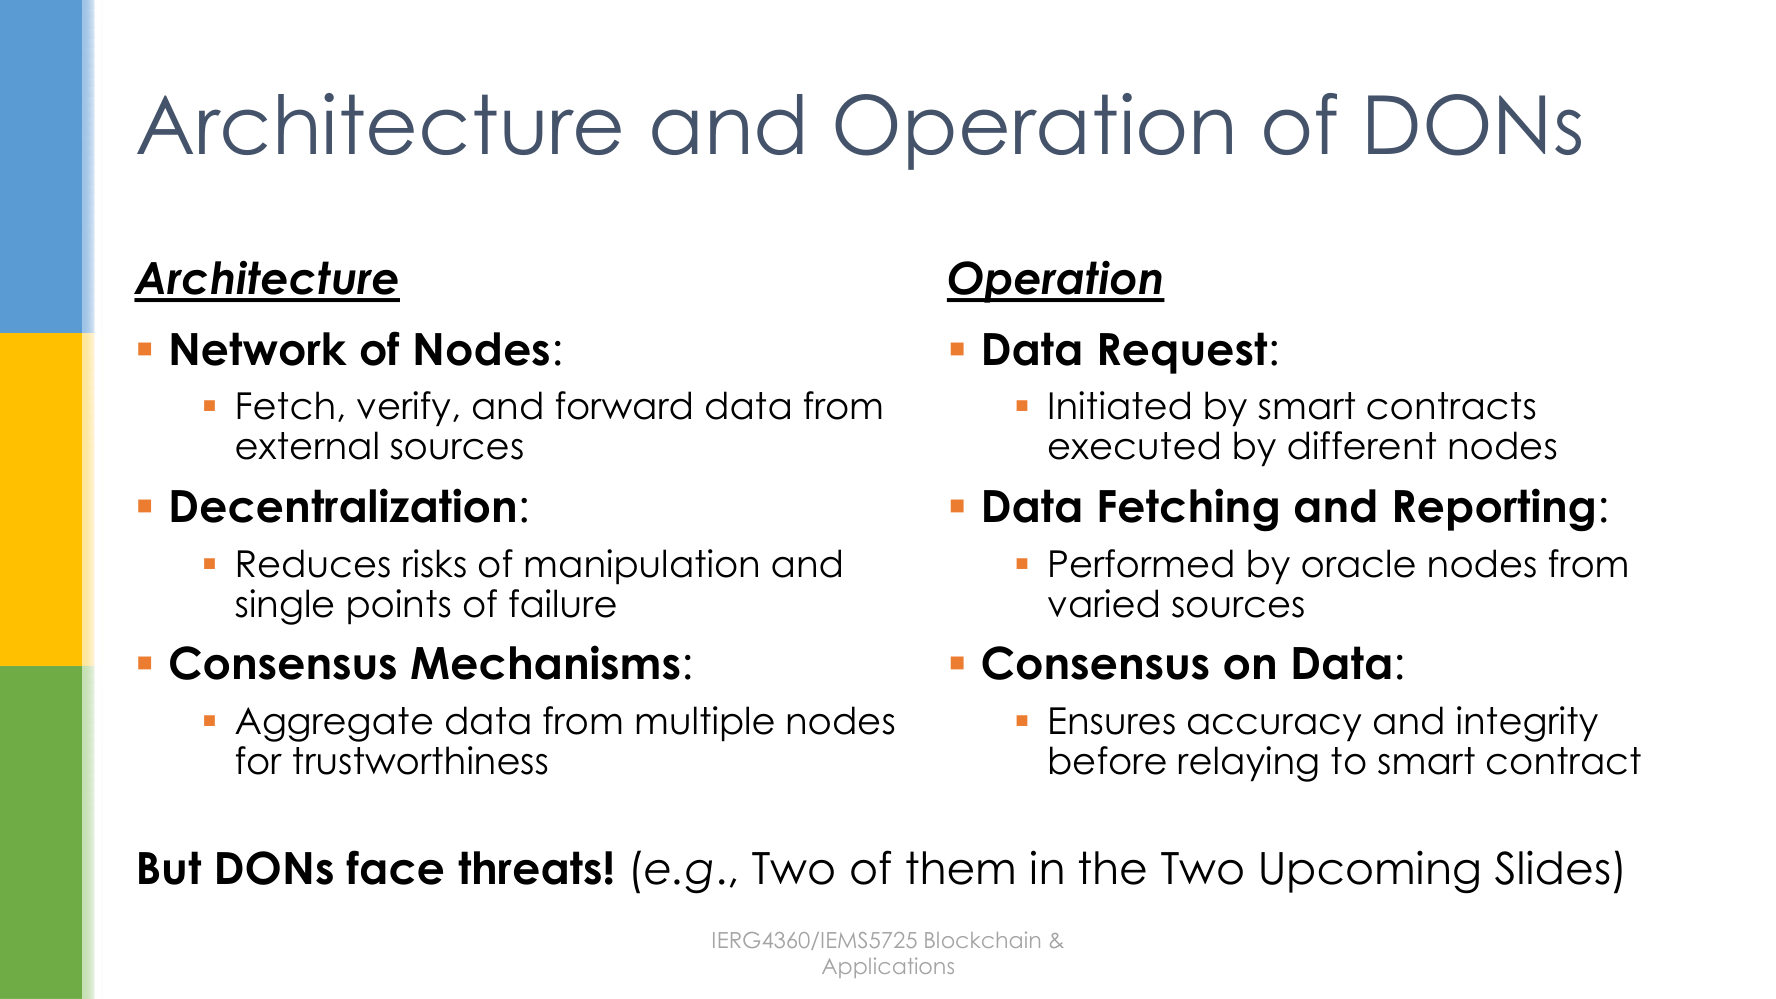 Architecture and Operation of DONs
Architecture
Network of Nodes:
Fetch, verify, and forward data from
external sources
Decentralization:
Reduces risks of manipulation and
single points of failure
Consensus Mechanisms:
Aggregate data from multiple nodes
for trustworthiness
Operation
Data Request:
Initiated by smart contracts
executed by different nodes
Data Fetching and Reporting:
Performed by oracle nodes from
varied sources
Consensus on Data:
Ensures accuracy and integrity
before relaying to smart contract
But DONs face threats! (e.g., Two of them in the Two Upcoming Slides)
IERG4360/IEMS5725 Blockchain &
Applications